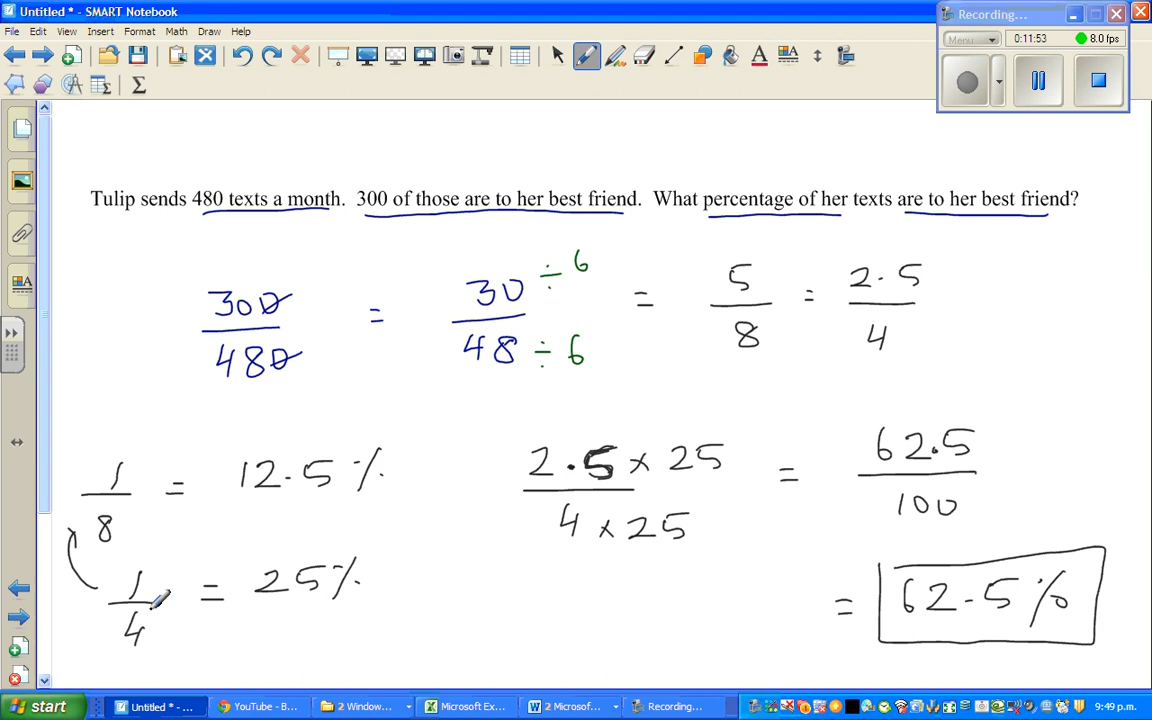 Untitled * - SMART Notebook
Recording...
File Edit View Insert Format Math Draw Help
Menu 0:11:53 8.0 fps
Tulip sends 480 texts a month. 300 of those are to her best friend. What percentage of her texts are to her best friend?
300 = 30 ÷ 6 = 5 = 2.5
480 48 ÷ 6 8 4
1 = 12.5 % 2.5 × 25 = 62.5
8 4 × 25 100
1 = 25 % = 62.5 %
4
start Untitled * - ... YouTube - B... 2 Window... Microsoft Ex... 2 Microsof... Recording... 9:49 p.m.